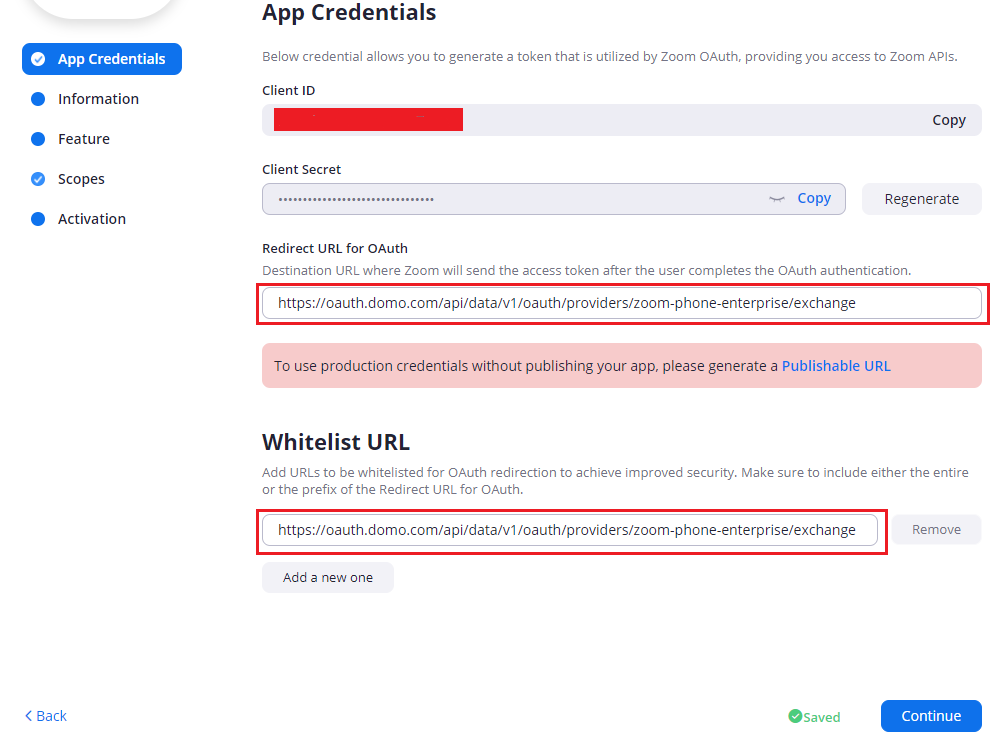 App Credentials
App Credentials
Below credential allows you to generate a token that is utilized by Zoom OAuth, providing you access to Zoom APIs.
Information
Client ID
Copy
Feature
Client Secret
Scopes
••••••••••••••••••••••••••••••••
Copy
Regenerate
Activation
Redirect URL for OAuth
Destination URL where Zoom will send the access token after the user completes the OAuth authentication.
https://oauth.domo.com/api/data/v1/oauth/providers/zoom-phone-enterprise/exchange
To use production credentials without publishing your app, please generate a Publishable URL
Whitelist URL
Add URLs to be whitelisted for OAuth redirection to achieve improved security. Make sure to include either the entire
or the prefix of the Redirect URL for OAuth.
https://oauth.domo.com/api/data/v1/oauth/providers/zoom-phone-enterprise/exchange
Remove
Add a new one
Back
Saved
Continue